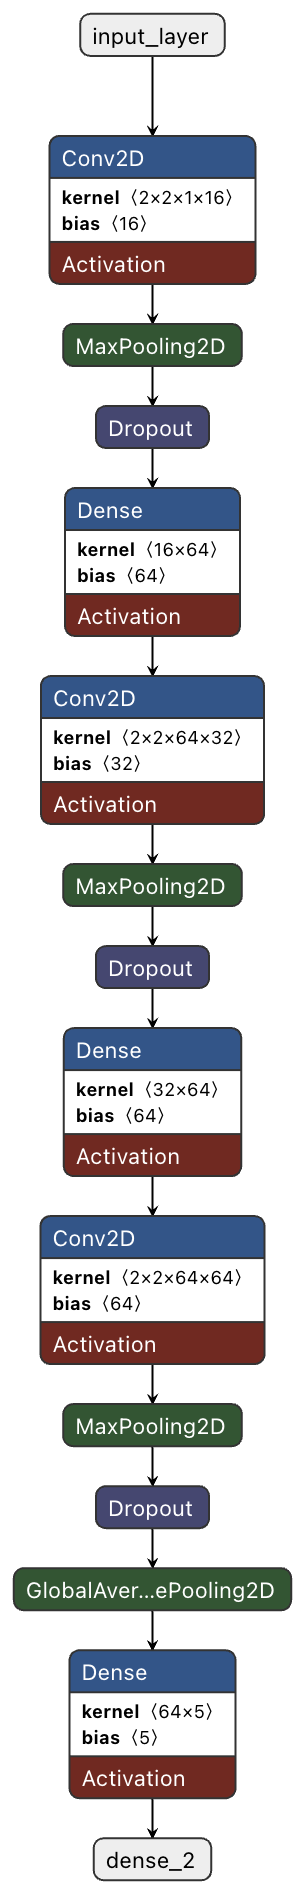 input_layer
Conv2D
kernel 〈2×2×1×16〉
bias 〈16〉
Activation
MaxPooling2D
Dropout
Dense
kernel 〈16×64〉
bias 〈64〉
Activation
Conv2D
kernel 〈2×2×64×32〉
bias 〈32〉
Activation
MaxPooling2D
Dropout
Dense
kernel 〈32×64〉
bias 〈64〉
Activation
Conv2D
kernel 〈2×2×64×64〉
bias 〈64〉
Activation
MaxPooling2D
Dropout
GlobalAver…ePooling2D
Dense
kernel 〈64×5〉
bias 〈5〉
Activation
dense_2